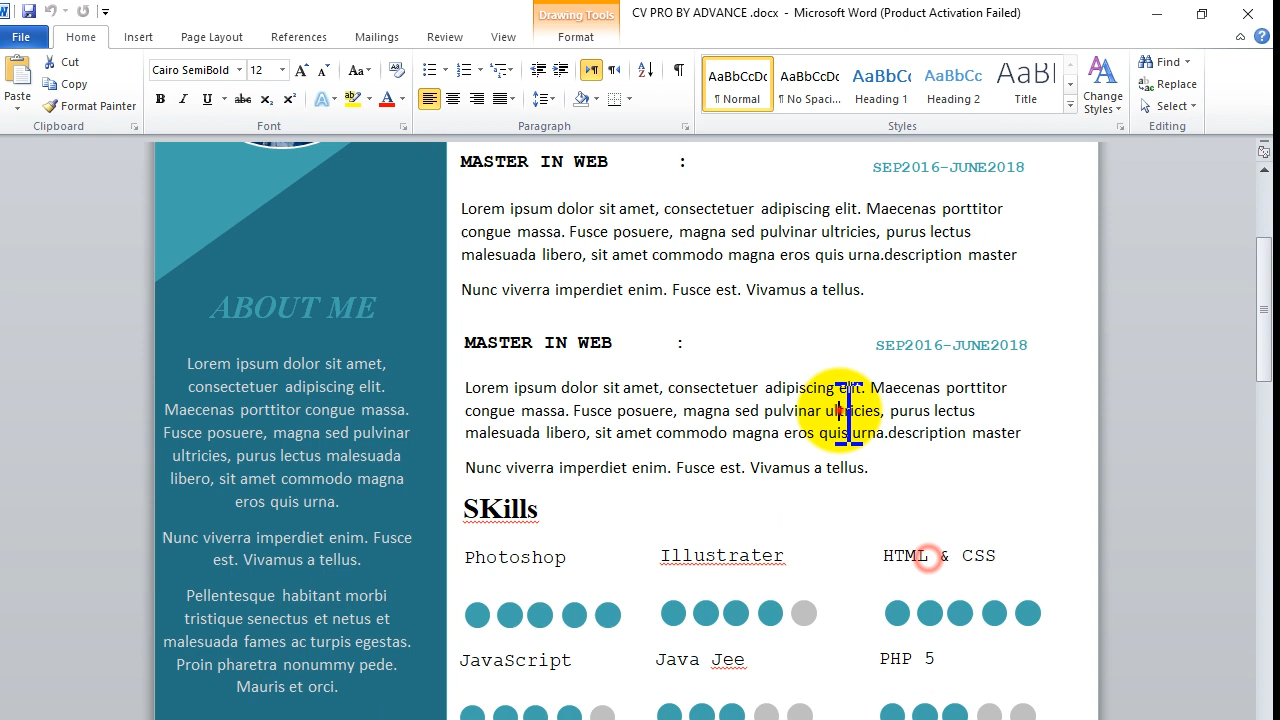 Drawing Tools
CV PRO BY ADVANCE .docx - Microsoft Word (Product Activation Failed)
File Home Insert Page Layout References Mailings Review View Format
Paste
Cut
Copy
Format Painter
Cairo SemiBold 12
AaBbCcDc AaBbCcDc AaBbCc AaBbCc AaBl
¶ Normal ¶ No Spaci... Heading 1 Heading 2 Title
Change
Styles
Find
Replace
Select
Clipboard Font Paragraph Styles Editing
MASTER IN WEB :
SEP2016-JUNE2018
Lorem ipsum dolor sit amet, consectetuer adipiscing elit. Maecenas porttitor
congue massa. Fusce posuere, magna sed pulvinar ultricies, purus lectus
malesuada libero, sit amet commodo magna eros quis urna.description master
Nunc viverra imperdiet enim. Fusce est. Vivamus a tellus.
MASTER IN WEB :
SEP2016-JUNE2018
Lorem ipsum dolor sit amet, consectetuer adipiscing elit. Maecenas porttitor
congue massa. Fusce posuere, magna sed pulvinar ultricies, purus lectus
malesuada libero, sit amet commodo magna eros quis urna.description master
Nunc viverra imperdiet enim. Fusce est. Vivamus a tellus.
SKills
Photoshop
Illustrater
HTML & CSS
JavaScript
Java Jee
PHP 5
ABOUT ME
Lorem ipsum dolor sit amet,
consectetuer adipiscing elit.
Maecenas porttitor congue massa.
Fusce posuere, magna sed pulvinar
ultricies, purus lectus malesuada
libero, sit amet commodo magna
eros quis urna.
Nunc viverra imperdiet enim. Fusce
est. Vivamus a tellus.
Pellentesque habitant morbi
tristique senectus et netus et
malesuada fames ac turpis egestas.
Proin pharetra nonummy pede.
Mauris et orci.